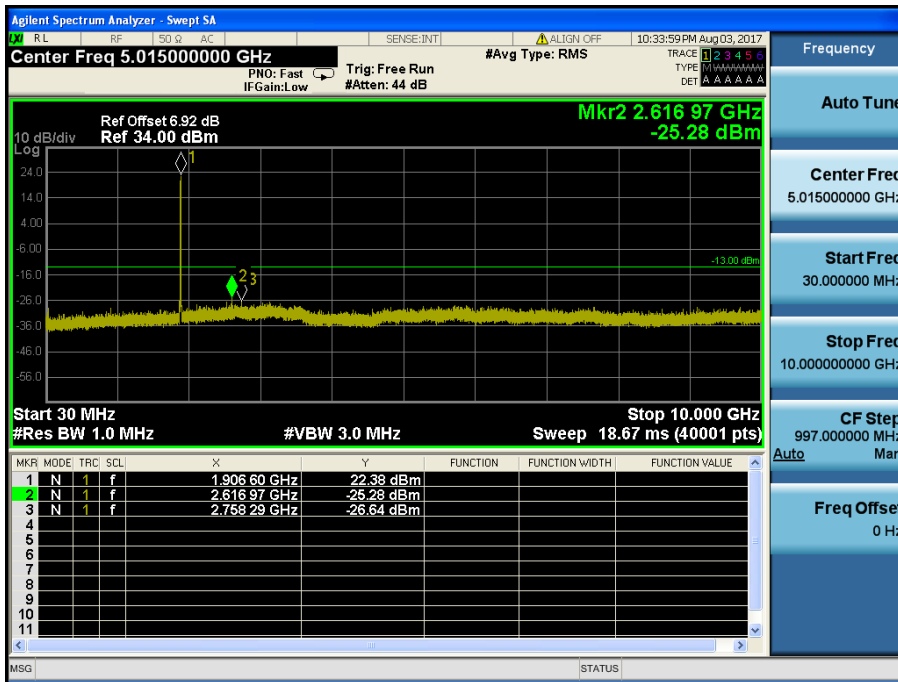 Agilent Spectrum Analyzer - Swept SA
LXI RL RF 50 Ω AC SENSE:INT ALIGN OFF 10:33:59 PM Aug 03, 2017
Center Freq 5.015000000 GHz
PNO: Fast
IFGain:Low
Trig: Free Run
#Atten: 44 dB
#Avg Type: RMS
TRACE 1 2 3 4 5 6
TYPE M
DET A A A A A A
Frequency
Auto Tune
Center Freq
5.015000000 GHz
Start Freq
30.000000 MHz
Stop Freq
10.000000000 GHz
CF Step
997.000000 MHz
Auto Man
Freq Offset
0 Hz
Mkr2 2.616 97 GHz
-25.28 dBm
Ref Offset 6.92 dB
10 dB/div Ref 34.00 dBm
Log
24.0
14.0
4.00
-6.00
-16.0
-26.0
-36.0
-46.0
-56.0
1
2
3
-13.00 dBm
Start 30 MHz Stop 10.000 GHz
#Res BW 1.0 MHz #VBW 3.0 MHz Sweep 18.67 ms (40001 pts)
MKR MODE TRC SCL X Y FUNCTION FUNCTION WIDTH FUNCTION VALUE
1 N 1 f 1.906 60 GHz 22.38 dBm
2 N 1 f 2.616 97 GHz -25.28 dBm
3 N 1 f 2.758 29 GHz -26.64 dBm
4
5
6
7
8
9
10
11
MSG STATUS